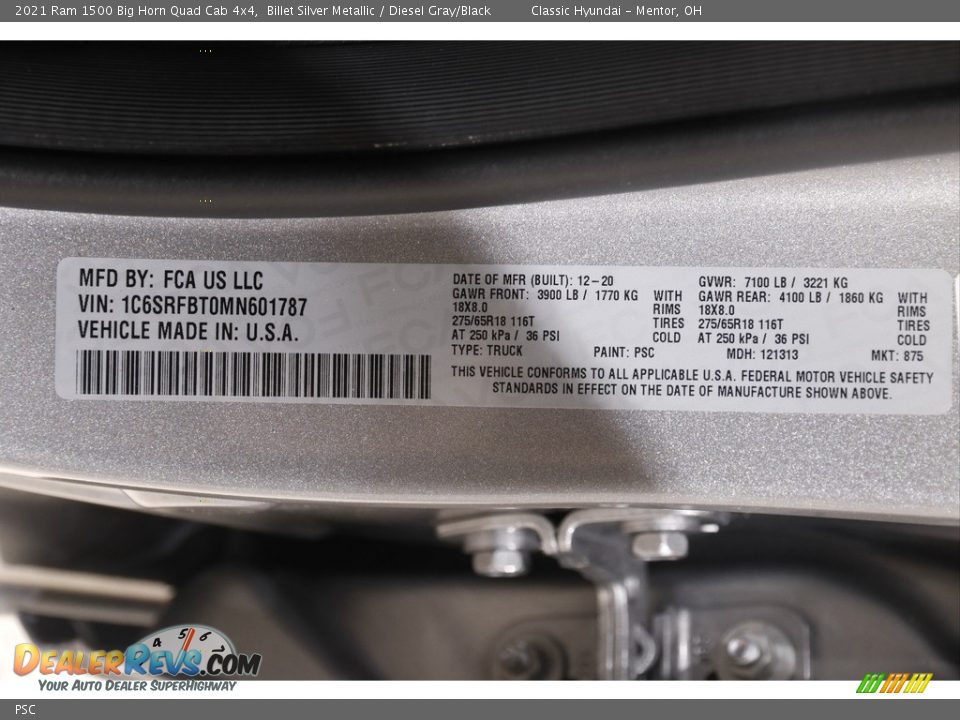 2021 Ram 1500 Big Horn Quad Cab 4x4,  Billet Silver Metallic / Diesel Gray/Black    Classic Hyundai – Mentor, OH
MFD BY: FCA US LLC
VIN: 1C6SRFBT0MN601787
VEHICLE MADE IN: U.S.A.
DATE OF MFR (BUILT): 12-20
GAWR FRONT: 3900 LB / 1770 KG WITH
18X8.0 RIMS
275/65R18 116T TIRES
AT 250 kPa / 36 PSI COLD
TYPE: TRUCK
GVWR: 7100 LB / 3221 KG
GAWR REAR: 4100 LB / 1860 KG WITH
18X8.0 RIMS
275/65R18 116T TIRES
AT 250 kPa / 36 PSI COLD
PAINT: PSC MDH: 121313 MKT: 875
THIS VEHICLE CONFORMS TO ALL APPLICABLE U.S.A. FEDERAL MOTOR VEHICLE SAFETY
STANDARDS IN EFFECT ON THE DATE OF MANUFACTURE SHOWN ABOVE.
4 5 6
DEALERREVS.COM
YOUR AUTO DEALER SUPERHIGHWAY
PSC